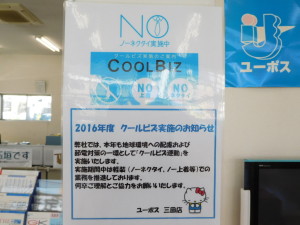 NO
ノーネクタイ実施中
COOLBIZ
NO
NO
ユーポス
2016年度 クールビズ実施のお知らせ
弊社では、本年も地球環境への配慮および
節電対策の一環として「クールビズ運動」を
実施いたします。
実施期間中は軽装(ノーネクタイ、ノー上着等)での
業務を推進しております。
何卒ご理解とご協力をお願いいたします。
ユーポス 三田店